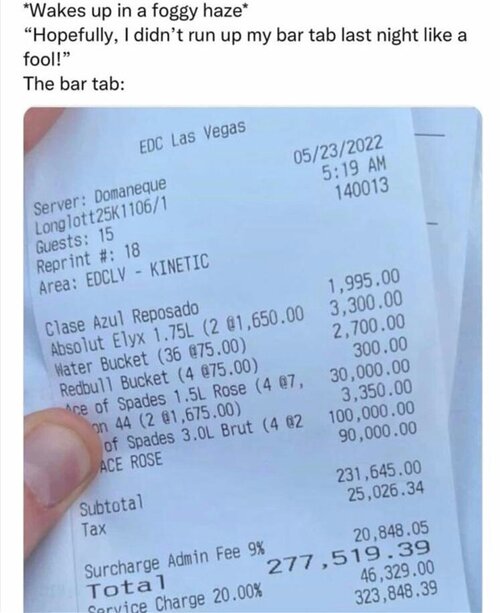 *Wakes up in a foggy haze*
“Hopefully, I didn’t run up my bar tab last night like a
fool!”
The bar tab:
EDC Las Vegas
05/23/2022
Server: Domaneque 5:19 AM
Longlott25K1106/1 140013
Guests: 15
Reprint #: 18
Area: EDCLV - KINETIC
Clase Azul Reposado 1,995.00
Absolut Elyx 1.75L (2 @1,650.00 3,300.00
Water Bucket (36 @75.00) 2,700.00
Redbull Bucket (4 @75.00) 300.00
Ace of Spades 1.5L Rose (4 @7, 30,000.00
on 44 (2 @1,675.00) 3,350.00
of Spades 3.0L Brut (4 @2 100,000.00
ACE ROSE 90,000.00
Subtotal 231,645.00
Tax 25,026.34
Surcharge Admin Fee 9% 20,848.05
Total 277,519.39
Service Charge 20.00% 46,329.00
323,848.39